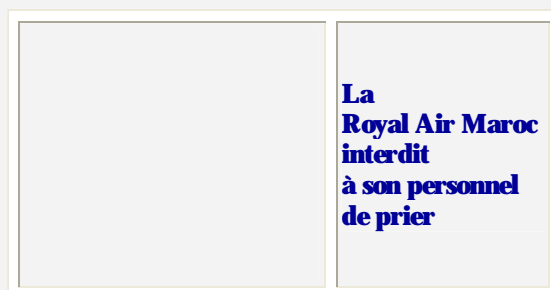 La
Royal Air Maroc
interdit
à son personnel
de prier